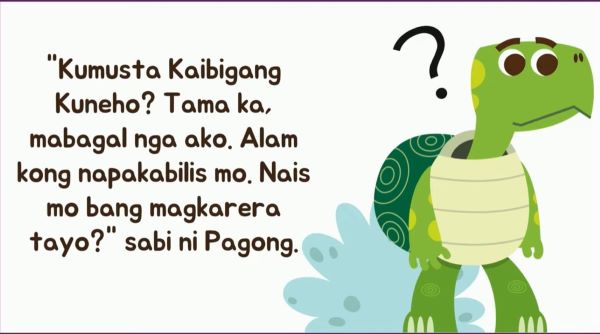 "Kumusta Kaibigang
Kuneho? Tama ka,
mabagal nga ako. Alam
kong napakabilis mo. Nais
mo bang magkarera
tayo?" sabi ni Pagong.
?